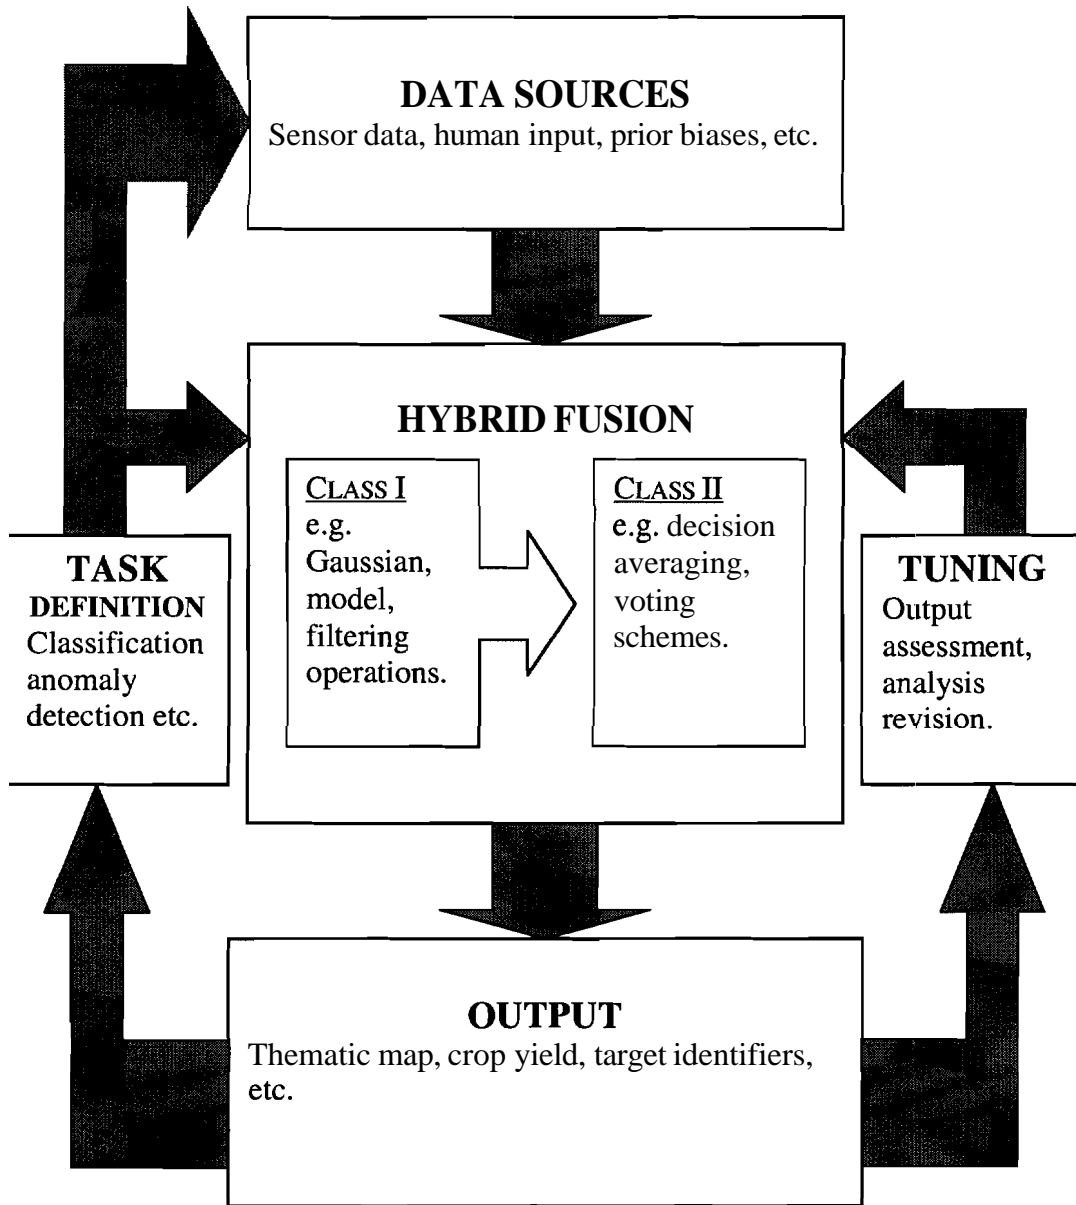 DATA SOURCES
Sensor data, human input, prior biases, etc.
HYBRID FUSION
CLASS I
e.g.
Gaussian,
model,
filtering
operations.
CLASS II
e.g. decision
averaging,
voting
schemes.
TASK
DEFINITION
Classification
anomaly
detection etc.
TUNING
Output
assessment,
analysis
revision.
OUTPUT
Thematic map, crop yield, target identifiers,
etc.